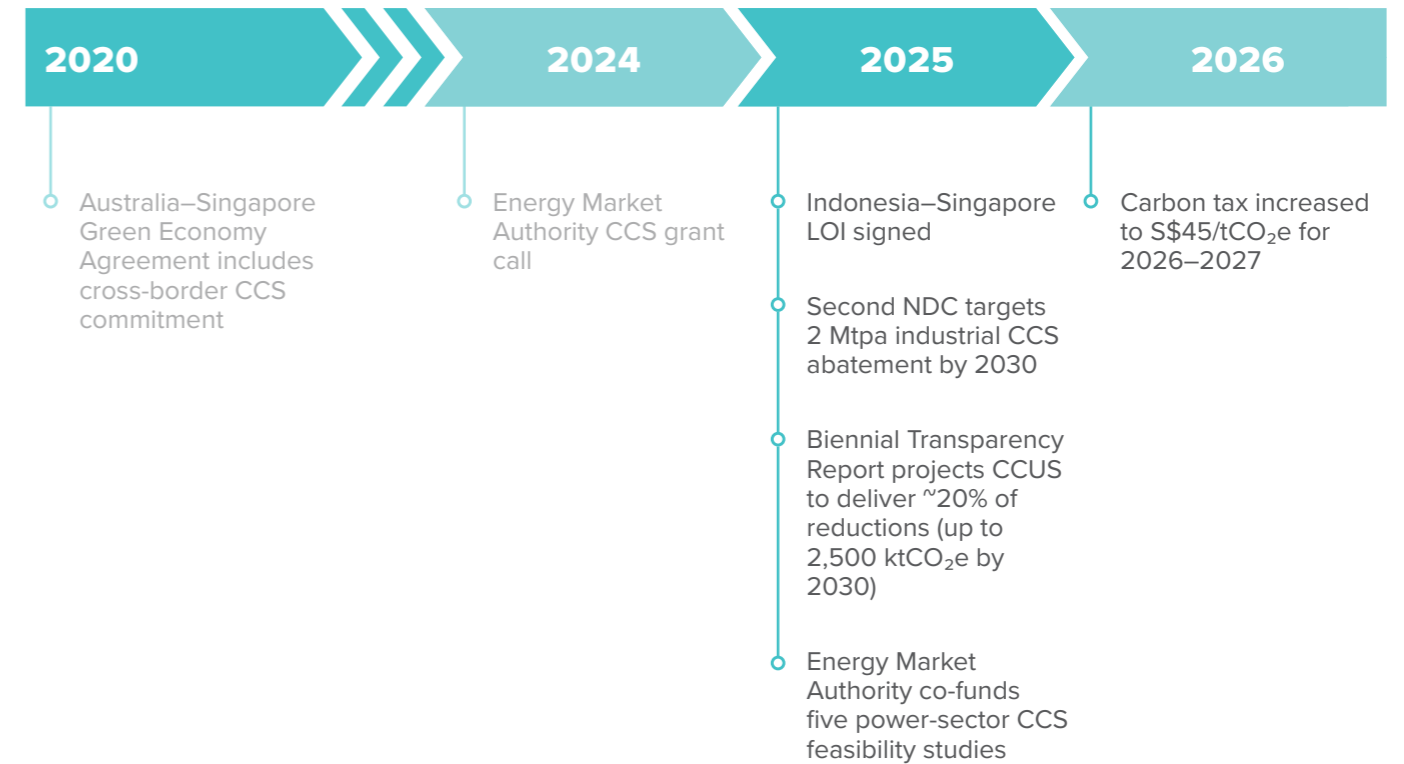 2020
2024
2025
2026
Australia–Singapore
Green Economy
Agreement includes
cross-border CCS
commitment
Energy Market
Authority CCS grant
call
Indonesia–Singapore
LOI signed
Second NDC targets
2 Mtpa industrial CCS
abatement by 2030
Biennial Transparency
Report projects CCUS
to deliver ~20% of
reductions (up to
2,500 ktCO₂e by
2030)
Energy Market
Authority co-funds
five power-sector CCS
feasibility studies
Carbon tax increased
to S$45/tCO₂e for
2026–2027